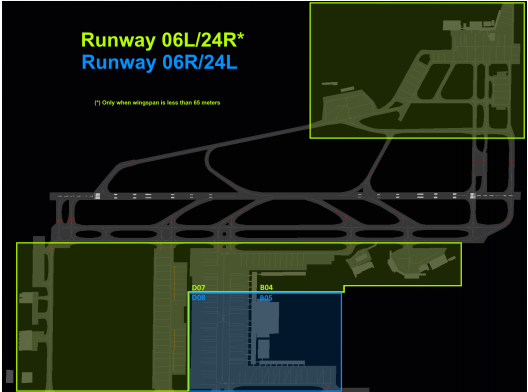 Runway 06L/24R*
Runway 06R/24L
(*) Only when wingspan is less than 65 meters
D07 B04
D08 B05